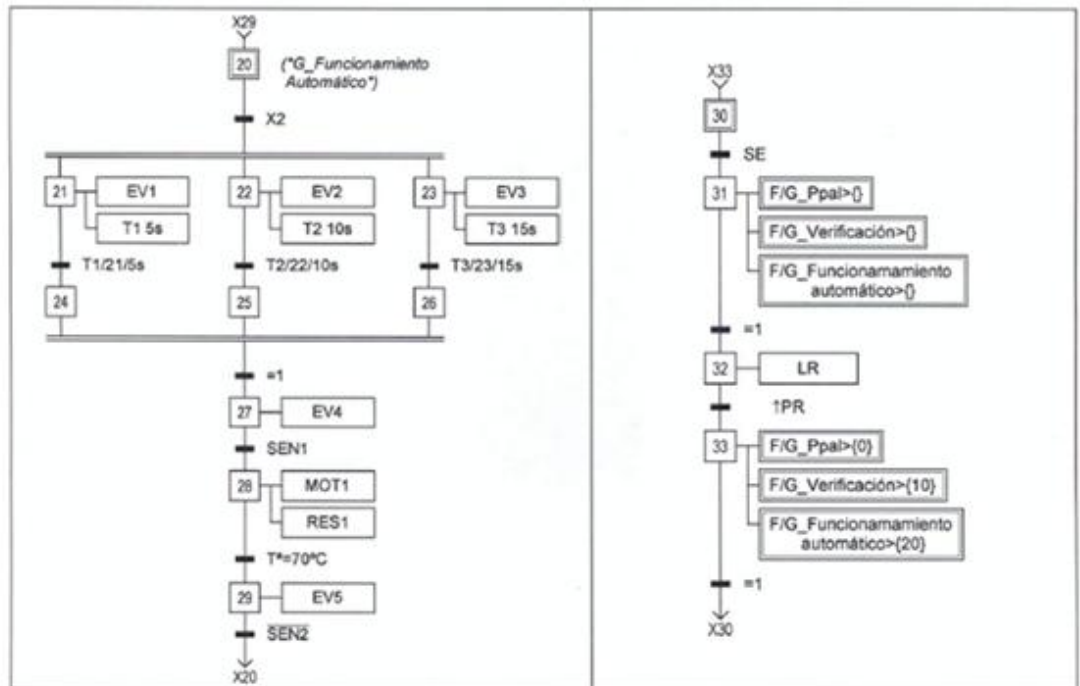 X29
20
("G_Funcionamiento
Automático")
X2
21
EV1
T1 5s
22
EV2
T2 10s
23
EV3
T3 15s
T1/21/5s
T2/22/10s
T3/23/15s
24
25
26
=1
27
EV4
SEN1
28
MOT1
RES1
Tª=70ºC
29
EV5
SEN2
X20
X33
30
SE
31
F/G_Ppal>{}
F/G_Verificación>{}
F/G_Funcionamamiento
automático>{}
=1
32
LR
↑PR
33
F/G_Ppal>{0}
F/G_Verificación>{10}
F/G_Funcionamamiento
automático>{20}
=1
X30